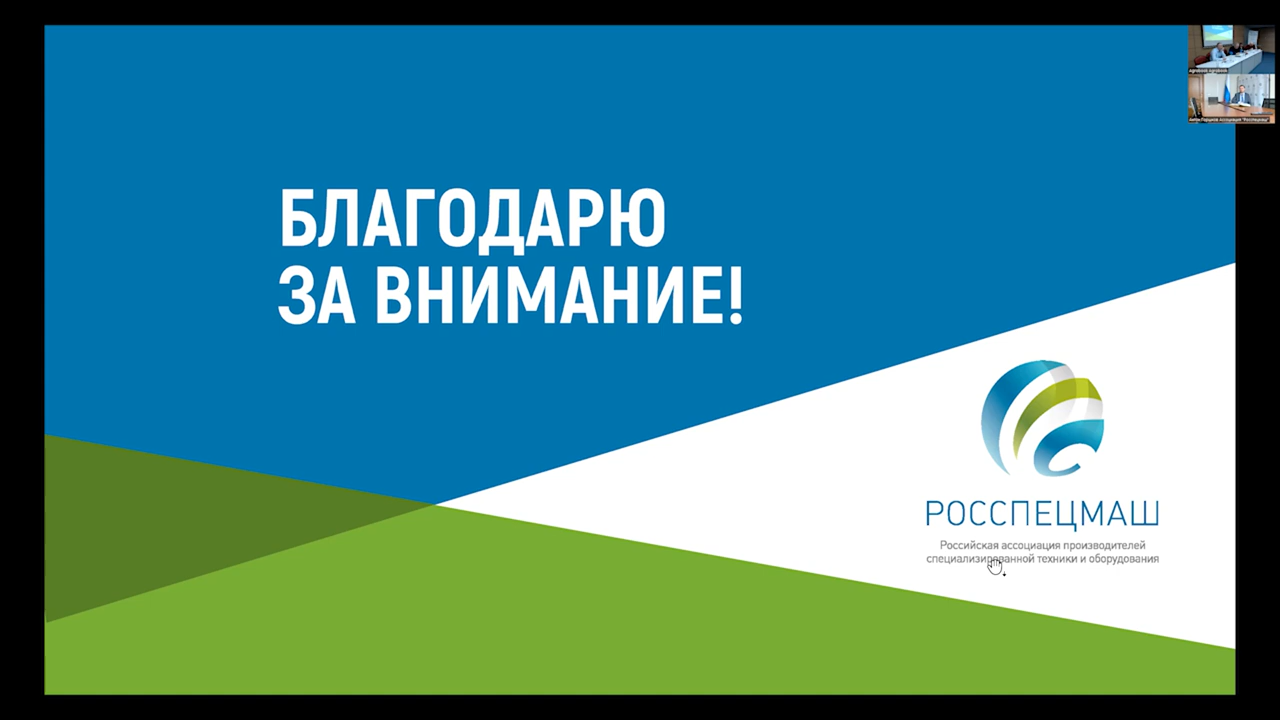 БЛАГОДАРЮ
ЗА ВНИМАНИЕ!
РОССПЕЦМАШ
Российская ассоциация производителей
специализированной техники и оборудования